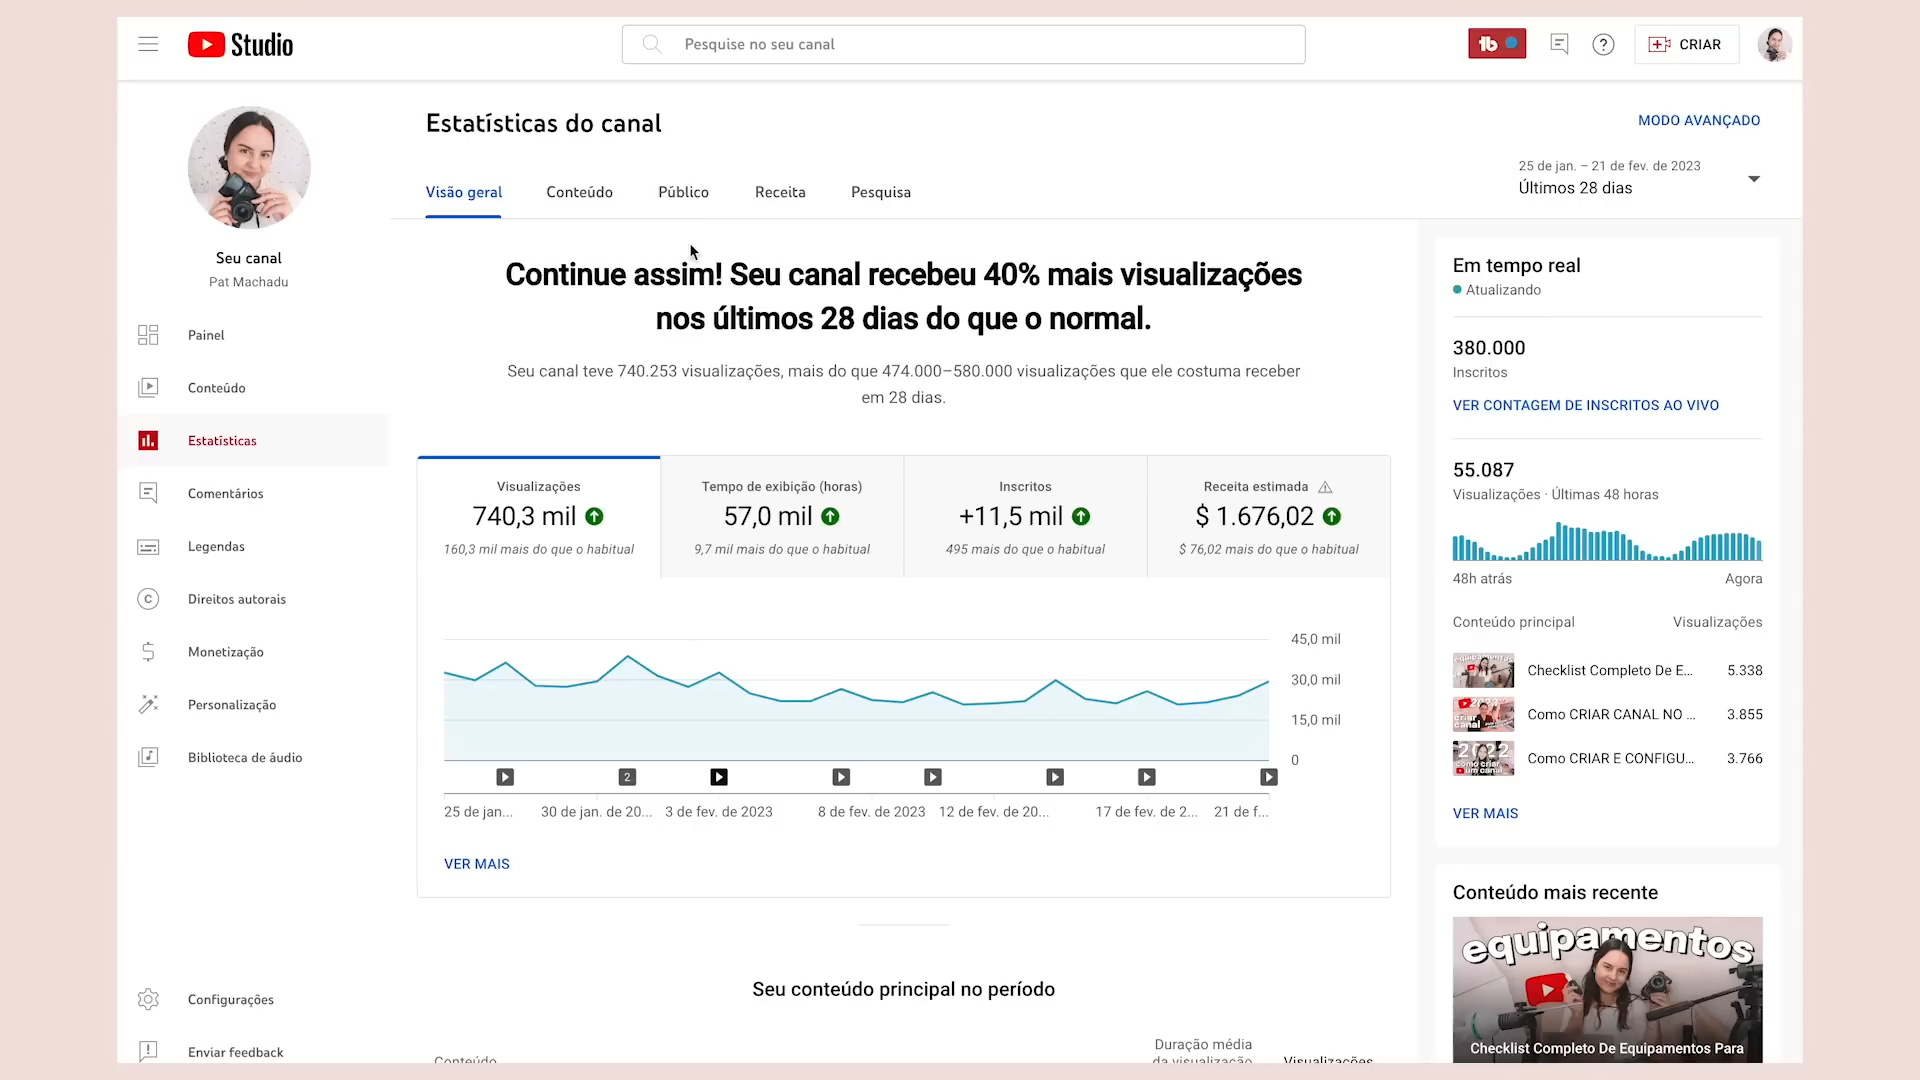 Studio
Pesquise no seu canal
CRIAR
Seu canal
Pat Machadu
Painel
Conteúdo
Estatísticas
Comentários
Legendas
Direitos autorais
Monetização
Personalização
Biblioteca de áudio
Configurações
Enviar feedback
Estatísticas do canal
MODO AVANÇADO
Visão geral
Conteúdo
Público
Receita
Pesquisa
25 de jan. – 21 de fev. de 2023
Últimos 28 dias
Continue assim! Seu canal recebeu 40% mais visualizações
nos últimos 28 dias do que o normal.
Seu canal teve 740.253 visualizações, mais do que 474.000–580.000 visualizações que ele costuma receber
em 28 dias.
Visualizações
740,3 mil
160,3 mil mais do que o habitual
Tempo de exibição (horas)
57,0 mil
9,7 mil mais do que o habitual
Inscritos
+11,5 mil
495 mais do que o habitual
Receita estimada
$ 1.676,02
$ 76,02 mais do que o habitual
45,0 mil
30,0 mil
15,0 mil
0
2
25 de jan...
30 de jan. de 20...
3 de fev. de 2023
8 de fev. de 2023
12 de fev. de 20...
17 de fev. de 2...
21 de f...
VER MAIS
Seu conteúdo principal no período
Conteúdo
Duração média
da visualização
Visualizações
Em tempo real
Atualizando
380.000
Inscritos
VER CONTAGEM DE INSCRITOS AO VIVO
55.087
Visualizações · Últimas 48 horas
48h atrás
Agora
Conteúdo principal
Visualizações
equipamentos
Checklist Completo De E...
5.338
criar
canal
Como CRIAR CANAL NO ...
3.855
2022
como criar
um canal
Como CRIAR E CONFIGU...
3.766
VER MAIS
Conteúdo mais recente
equipamentos
Checklist Completo De Equipamentos Para